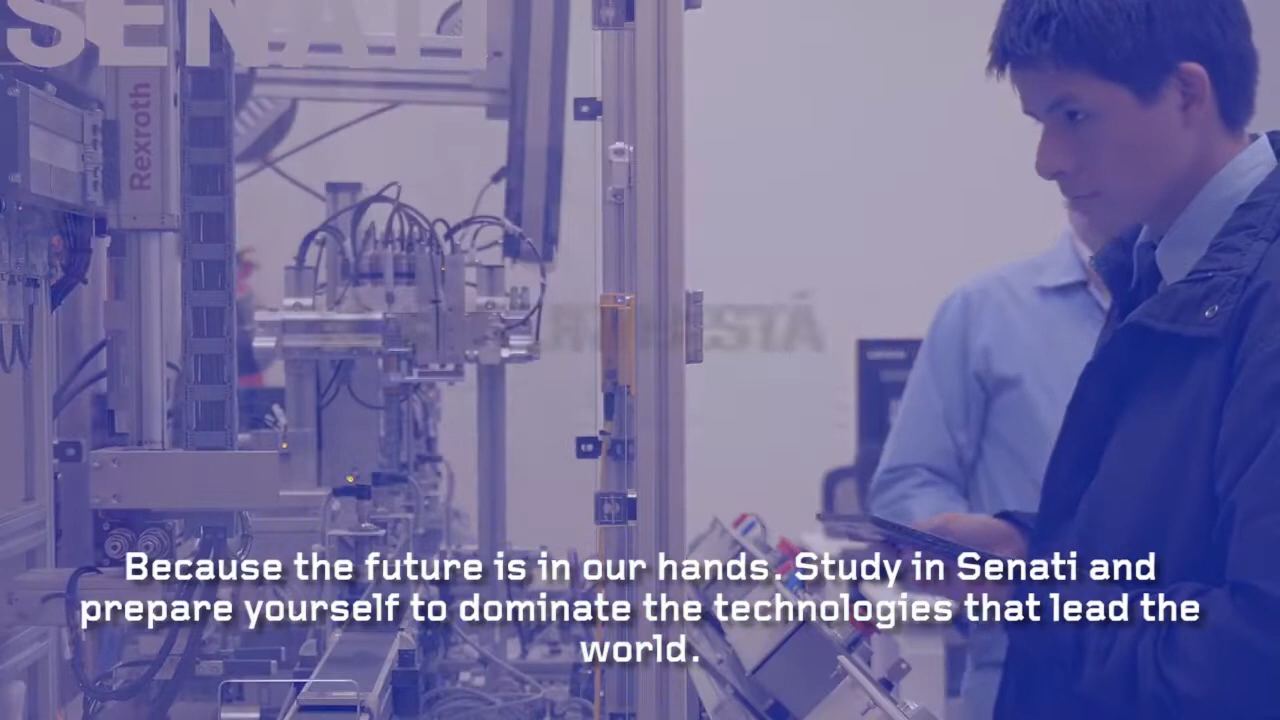 SENATI
Rexroth
ESTÁ
Because the future is in our hands. Study in Senati and
prepare yourself to dominate the technologies that lead the
world.